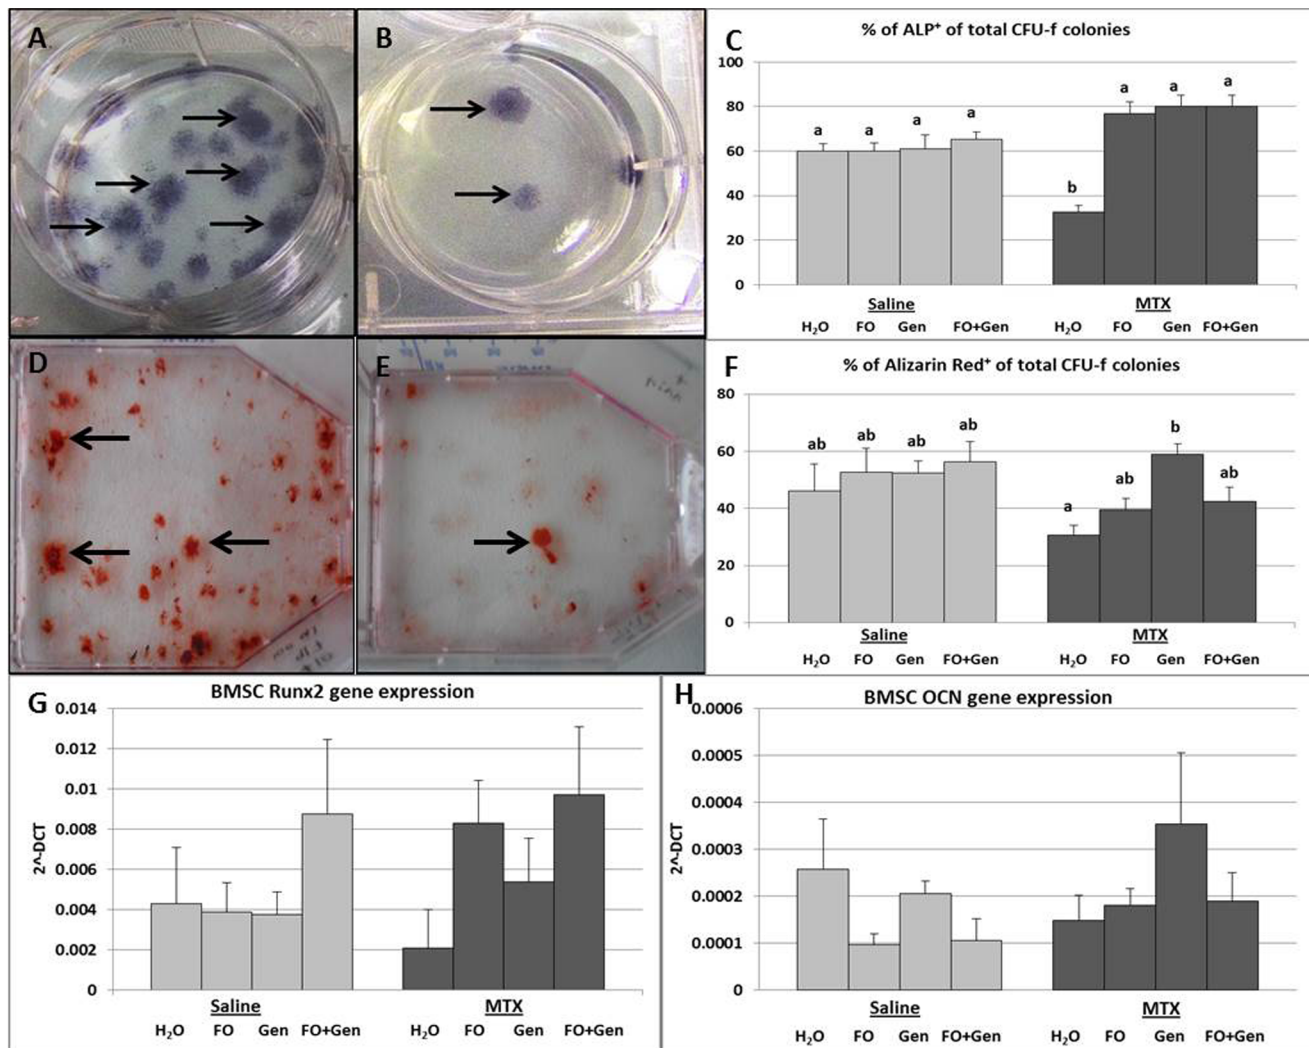 A
B
C
% of ALP⁺ of total CFU-f colonies
100
80
60
40
20
0
a a a a b a a a
Saline MTX
H₂O FO Gen FO+Gen H₂O FO Gen FO+Gen
D
E
F
% of Alizarin Red⁺ of total CFU-f colonies
80
60
40
20
0
ab ab ab ab a ab b ab
Saline MTX
H₂O FO Gen FO+Gen H₂O FO Gen FO+Gen
G
BMSC Runx2 gene expression
2^-DCT
0.014
0.012
0.01
0.008
0.006
0.004
0.002
0
Saline MTX
H₂O FO Gen FO+Gen H₂O FO Gen FO+Gen
H
BMSC OCN gene expression
2^-DCT
0.0006
0.0005
0.0004
0.0003
0.0002
0.0001
0
Saline MTX
H₂O FO Gen FO+Gen H₂O FO Gen FO+Gen